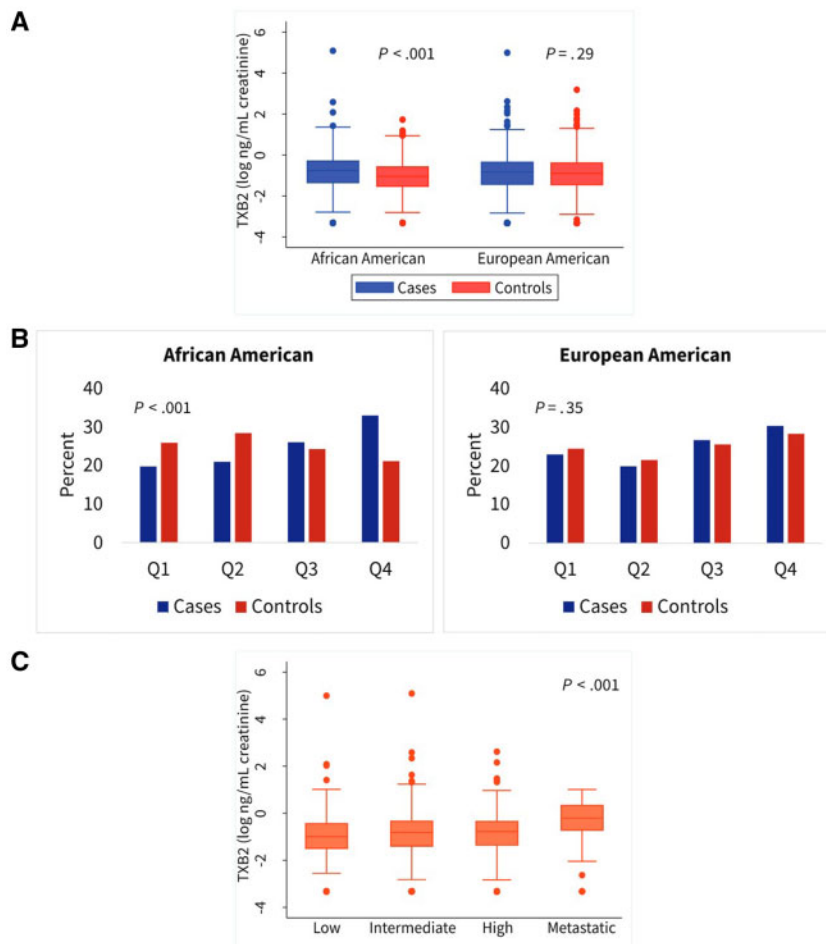 A
TXB2 (log ng/mL creatinine)
6
4
2
0
-2
-4
P < .001
P = . 29
African American
European American
Cases
Controls
B
African American
Percent
40
30
20
10
0
P < .001
Q1
Q2
Q3
Q4
Cases
Controls
European American
Percent
40
30
20
10
0
P = . 35
Q1
Q2
Q3
Q4
Cases
Controls
C
TXB2 (log ng/mL creatinine)
6
4
2
0
-2
-4
P < .001
Low
Intermediate
High
Metastatic